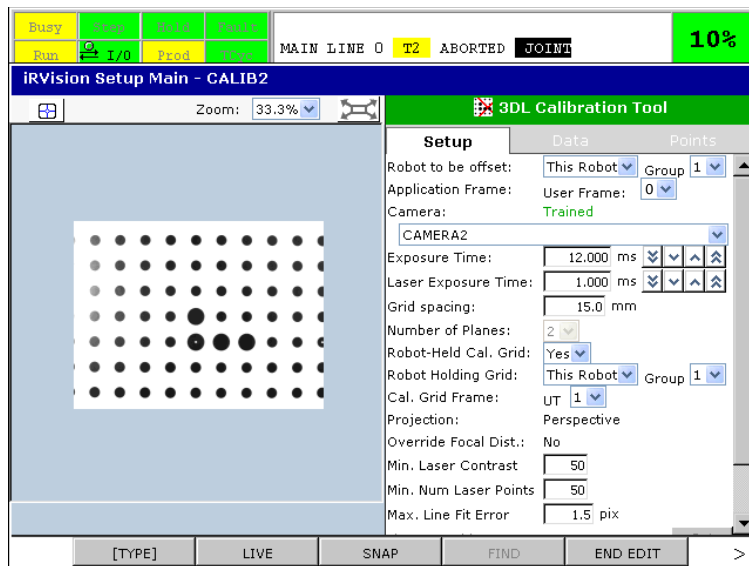 Busy Step Hold Fault
Run I/O Prod TCyc
MAIN LINE 0 T2 ABORTED JOINT
10%
iRVision Setup Main - CALIB2
Zoom: 33.3%
3DL Calibration Tool
Setup Data Points
Robot to be offset: This Robot Group 1
Application Frame: User Frame: 0
Camera: Trained
CAMERA2
Exposure Time: 12.000 ms
Laser Exposure Time: 1.000 ms
Grid spacing: 15.0 mm
Number of Planes: 2
Robot-Held Cal. Grid: Yes
Robot Holding Grid: This Robot Group 1
Cal. Grid Frame: UT 1
Projection: Perspective
Override Focal Dist.: No
Min. Laser Contrast 50
Min. Num Laser Points 50
Max. Line Fit Error 1.5 pix
[TYPE] LIVE SNAP FIND END EDIT >